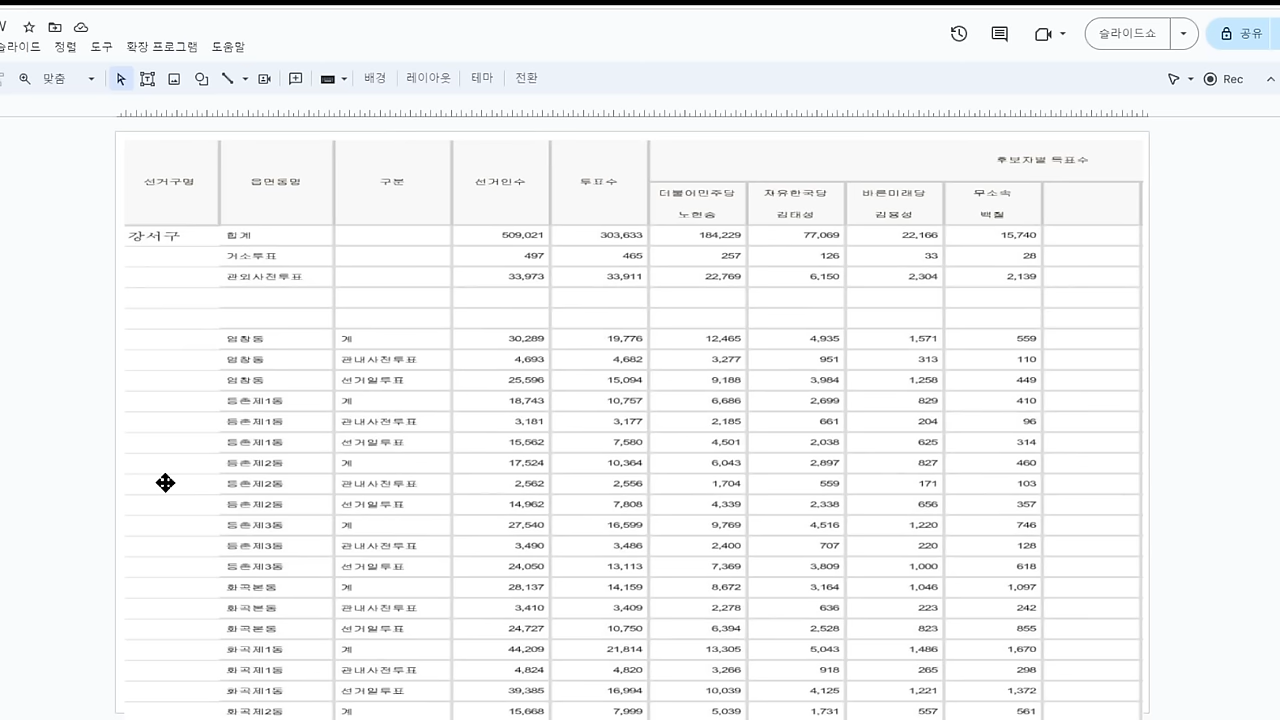 슬라이드 정렬 도구 확장 프로그램 도움말
슬라이드쇼 공유
맞춤 배경 레이아웃 테마 전환 Rec
후보자별 득표수
선거구명 읍면동명 구분 선거인수 투표수
더불어민주당 자유한국당 바른미래당 무소속
노현송 김태성 김용성 백철
강서구 합계 509,021 303,633 184,229 77,069 22,166 15,740
거소투표 497 465 257 126 33 28
관외사전투표 33,973 33,911 22,769 6,150 2,304 2,139
염창동 계 30,289 19,776 12,465 4,935 1,571 559
염창동 관내사전투표 4,693 4,682 3,277 951 313 110
염창동 선거일투표 25,596 15,094 9,188 3,984 1,258 449
등촌제1동 계 18,743 10,757 6,686 2,699 829 410
등촌제1동 관내사전투표 3,181 3,177 2,185 661 204 96
등촌제1동 선거일투표 15,562 7,580 4,501 2,038 625 314
등촌제2동 계 17,524 10,364 6,043 2,897 827 460
등촌제2동 관내사전투표 2,562 2,556 1,704 559 171 103
등촌제2동 선거일투표 14,962 7,808 4,339 2,338 656 357
등촌제3동 계 27,540 16,599 9,769 4,516 1,220 746
등촌제3동 관내사전투표 3,490 3,486 2,400 707 220 128
등촌제3동 선거일투표 24,050 13,113 7,369 3,809 1,000 618
화곡본동 계 28,137 14,159 8,672 3,164 1,046 1,097
화곡본동 관내사전투표 3,410 3,409 2,278 636 223 242
화곡본동 선거일투표 24,727 10,750 6,394 2,528 823 855
화곡제1동 계 44,209 21,814 13,305 5,043 1,486 1,670
화곡제1동 관내사전투표 4,824 4,820 3,266 918 265 298
화곡제1동 선거일투표 39,385 16,994 10,039 4,125 1,221 1,372
화곡제2동 계 15,668 7,999 5,039 1,731 557 561